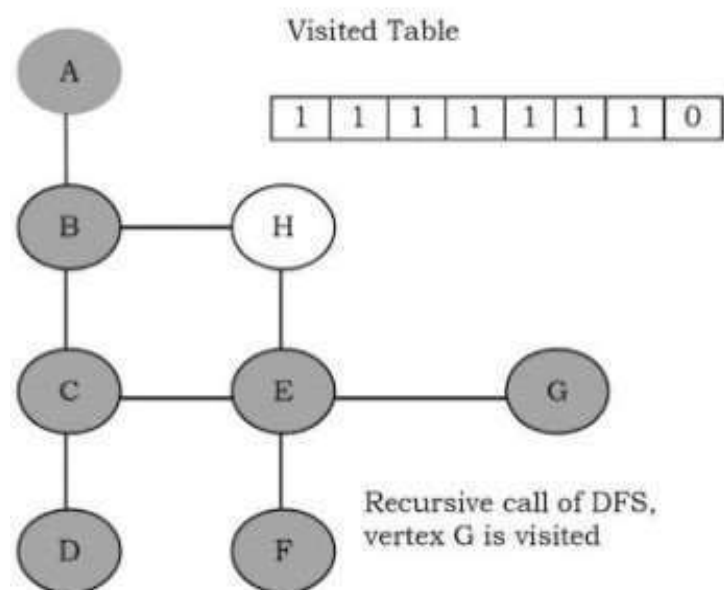 Visited Table
A
1 1 1 1 1 1 1 0
B H
C E G
Recursive call of DFS,
vertex G is visited
D F